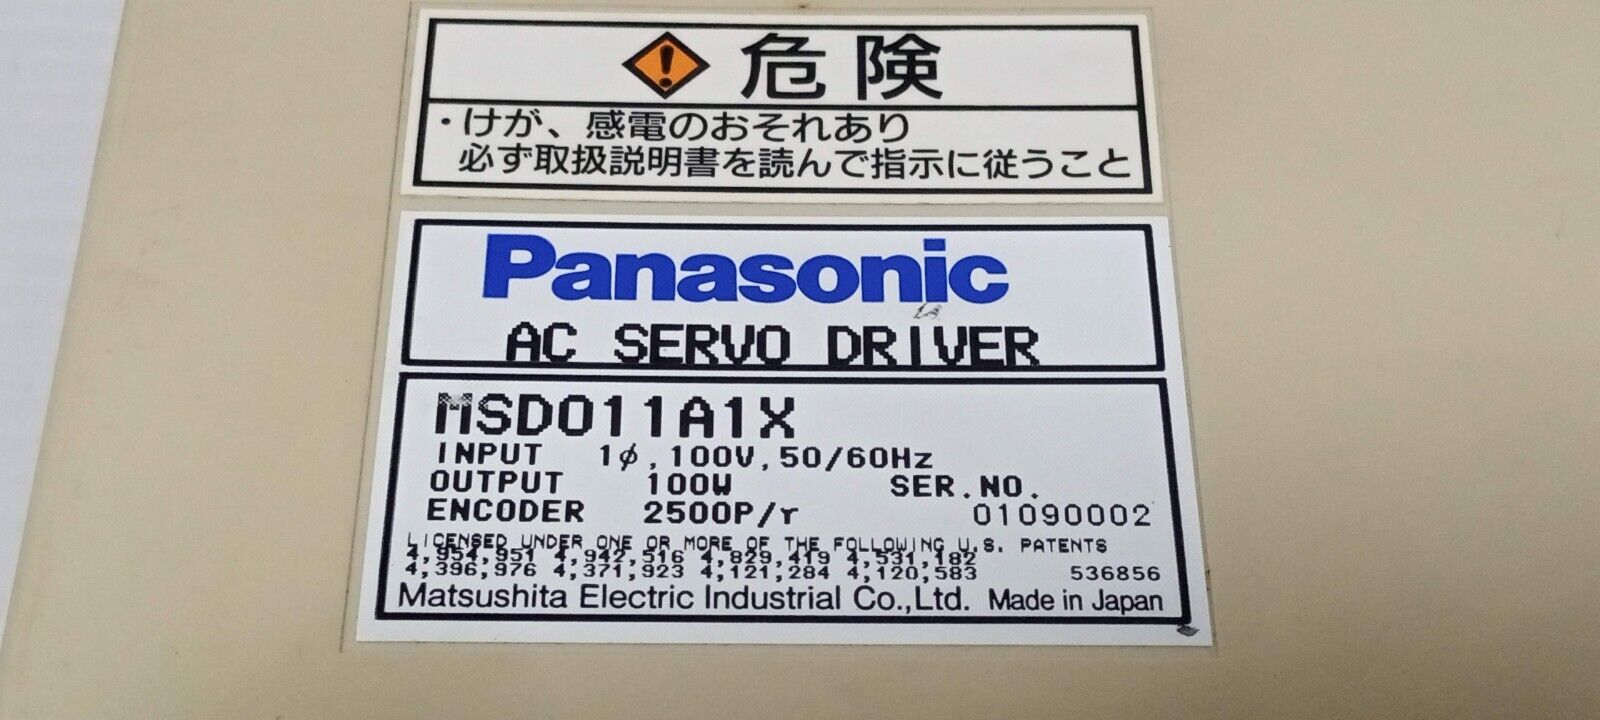 危険
・けが、感電のおそれあり
必ず取扱説明書を読んで指示に従うこと
Panasonic
AC SERVO DRIVER
MSD011A1X
INPUT 1φ,100V,50/60Hz
OUTPUT 100W SER.NO.
ENCODER 2500P/r 01090002
LICENSED UNDER ONE OR MORE OF THE FOLLOWING U.S. PATENTS
4,954,951 4,942,516 4,829,419 4,531,182
4,396,976 4,371,923 4,121,284 4,120,583 536856
Matsushita Electric Industrial Co.,Ltd. Made in Japan